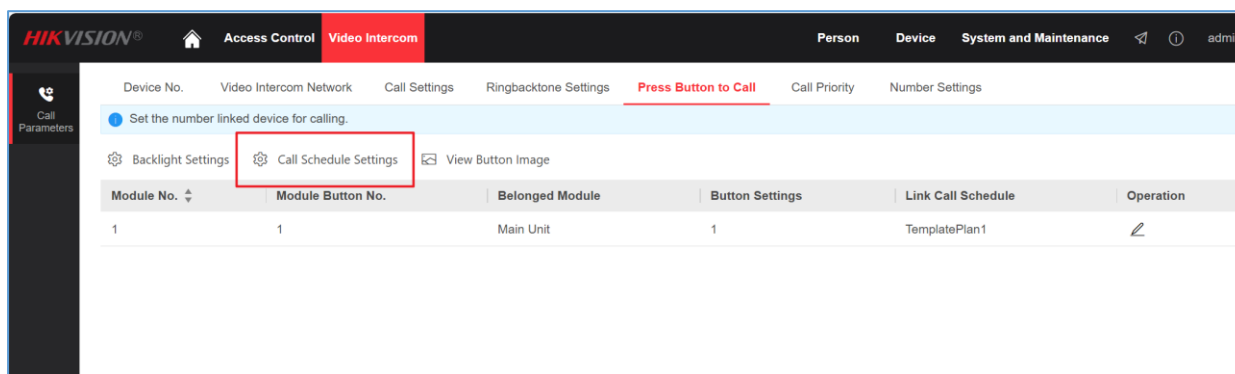 HIKVISION® Access Control Video Intercom Person Device System and Maintenance admi
Device No. Video Intercom Network Call Settings Ringbacktone Settings Press Button to Call Call Priority Number Settings
Call
Parameters
Set the number linked device for calling.
Backlight Settings Call Schedule Settings View Button Image
Module No. Module Button No. Belonged Module Button Settings Link Call Schedule Operation
1 1 Main Unit 1 TemplatePlan1